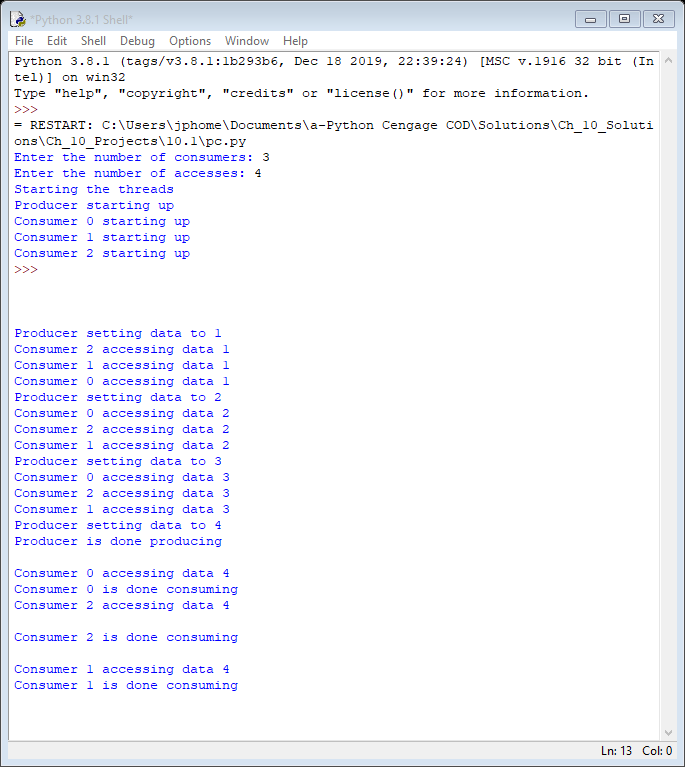 *Python 3.8.1 Shell*
File Edit Shell Debug Options Window Help
Python 3.8.1 (tags/v3.8.1:1b293b6, Dec 18 2019, 22:39:24) [MSC v.1916 32 bit (In
tel)] on win32
Type "help", "copyright", "credits" or "license()" for more information.
>>>
= RESTART: C:\Users\jphome\Documents\a-Python Cengage COD\Solutions\Ch_10_Soluti
ons\Ch_10_Projects\10.1\pc.py
Enter the number of consumers: 3
Enter the number of accesses: 4
Starting the threads
Producer starting up
Consumer 0 starting up
Consumer 1 starting up
Consumer 2 starting up
>>>
Producer setting data to 1
Consumer 2 accessing data 1
Consumer 1 accessing data 1
Consumer 0 accessing data 1
Producer setting data to 2
Consumer 0 accessing data 2
Consumer 2 accessing data 2
Consumer 1 accessing data 2
Producer setting data to 3
Consumer 0 accessing data 3
Consumer 2 accessing data 3
Consumer 1 accessing data 3
Producer setting data to 4
Producer is done producing
Consumer 0 accessing data 4
Consumer 0 is done consuming
Consumer 2 accessing data 4
Consumer 2 is done consuming
Consumer 1 accessing data 4
Consumer 1 is done consuming
Ln: 13 Col: 0